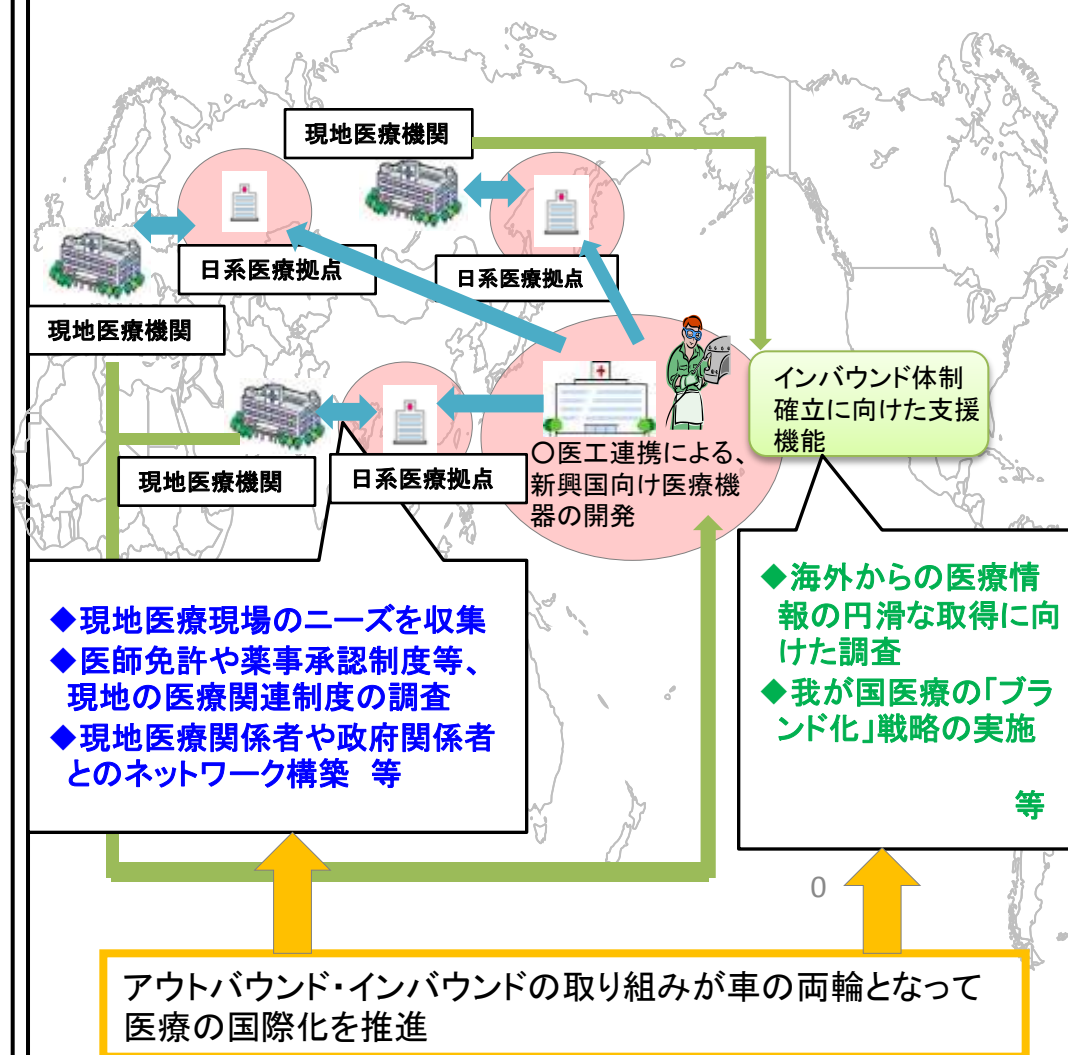 現地医療機関
日系医療拠点
日系医療拠点
現地医療機関
インバウンド体制
確立に向けた支援
機能
〇医工連携による、
新興国向け医療機
器の開発
現地医療機関
日系医療拠点
◆現地医療現場のニーズを収集
◆医師免許や薬事承認制度等、
現地の医療関連制度の調査
◆現地医療関係者や政府関係者
とのネットワーク構築 等
◆海外からの医療情
報の円滑な取得に向
けた調査
◆我が国医療の「ブラ
ンド化」戦略の実施
等
0
アウトバウンド・インバウンドの取り組みが車の両輪となって
医療の国際化を推進